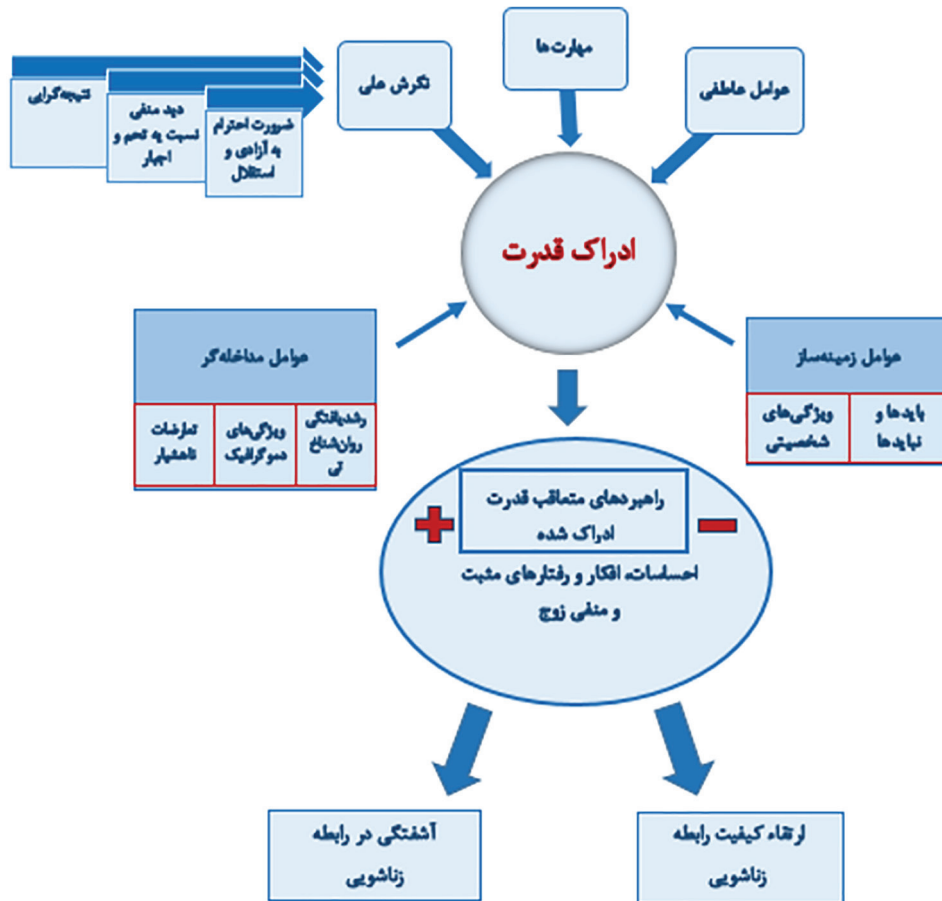 مهارت‌ها
نگرش علی
عوامل عاطفی
نتیجه‌گرایی
دید منفی
نسبت به تحم و
اجبار
ضرورت احترام
به آزادی و
استقلال
ادراک قدرت
عوامل زمینه‌ساز
بایدها و
نبایدها
ویژگی‌های
شخصیتی
عوامل مداخله‌گر
رشدیافتگی
روان‌شناخ
تی
ویژگی‌های
دموگرافیک
تعارضات
ناهشیار
راهبردهای متعاقب قدرت
ادراک شده
احساسات، افکار و رفتارهای مثبت
و منفی زوج
ارتقاء کیفیت رابطه
زناشویی
آشفتگی در رابطه
زناشویی